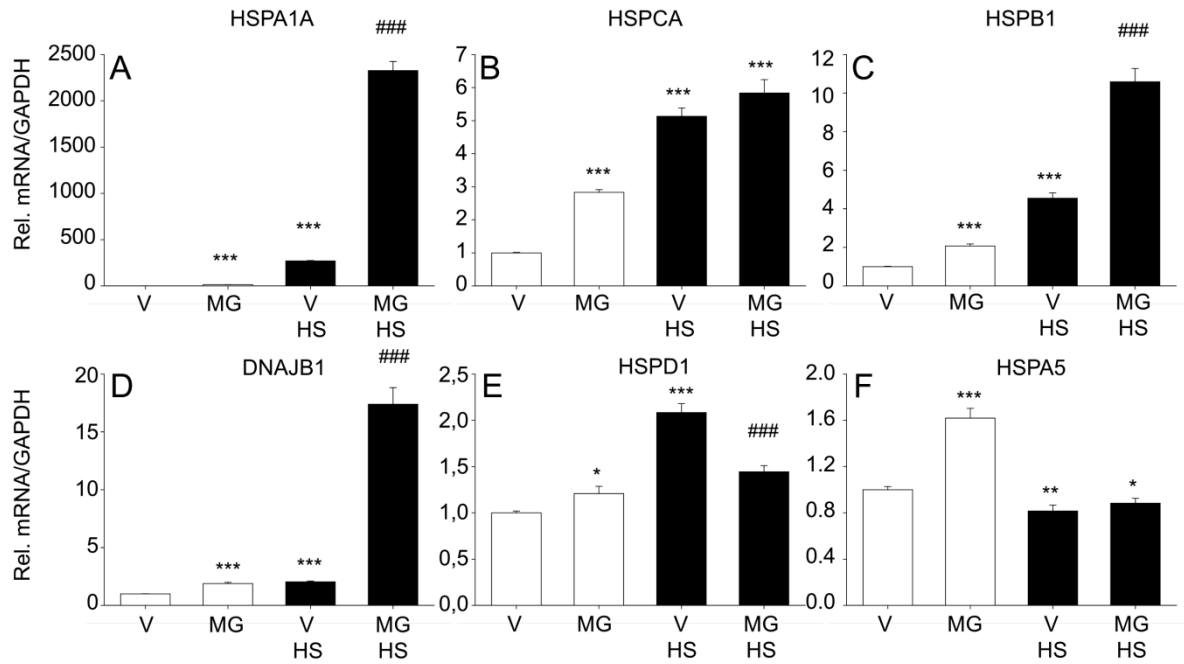 HSPA1A
###
A
Rel. mRNA/GAPDH
2500
2000
1500
1000
500
0
***
***
V MG V MG
HS HS
HSPCA
B
7
6
5
4
3
2
1
0
***
***
***
V MG V MG
HS HS
HSPB1
###
C
12
10
8
6
4
2
0
***
***
V MG V MG
HS HS
DNAJB1
###
D
Rel. mRNA/GAPDH
20
15
10
5
0
***
***
V MG V MG
HS HS
HSPD1
E
2,5
2,0
1,5
1,0
0,5
0,0
*
***
###
V MG V MG
HS HS
HSPA5
F
2.0
1.6
1.2
0.8
0.4
0.0
***
**
*
V MG V MG
HS HS